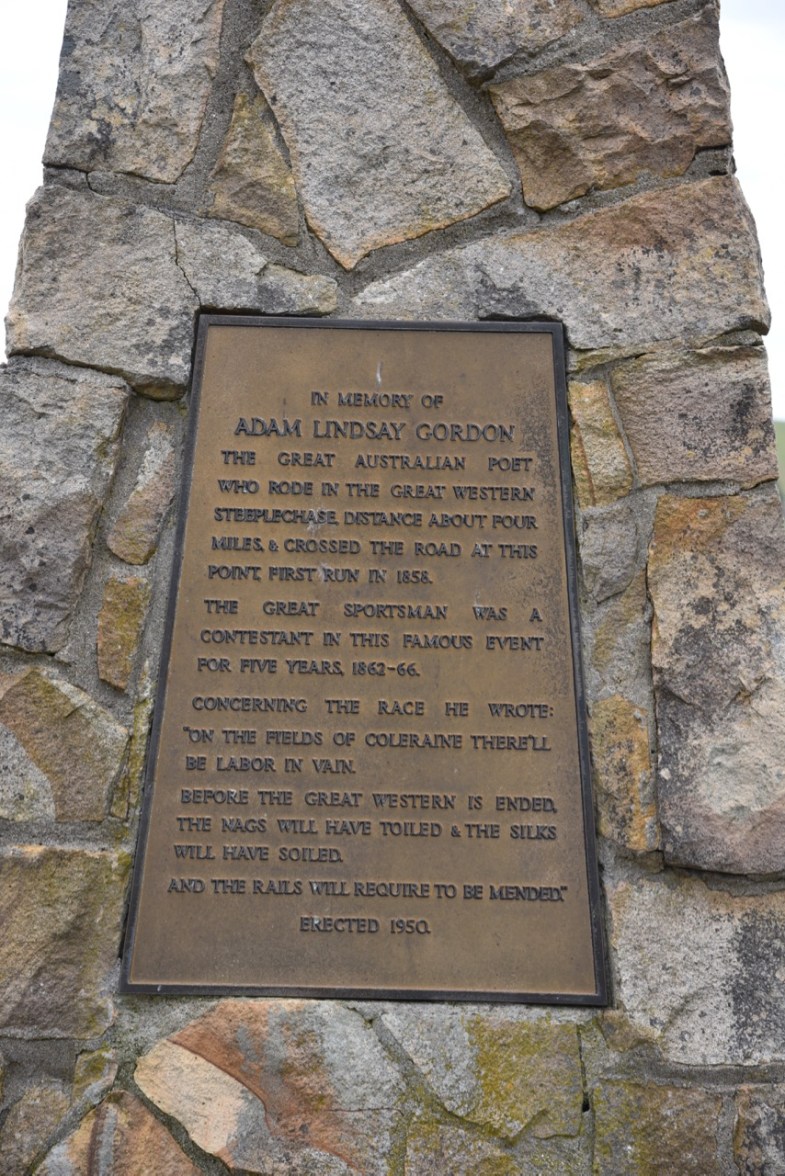 IN MEMORY OF
ADAM LINDSAY GORDON
THE GREAT AUSTRALIAN POET
WHO RODE IN THE GREAT WESTERN
STEEPLECHASE, DISTANCE ABOUT FOUR
MILES, & CROSSED THE ROAD AT THIS
POINT, FIRST RUN IN 1858.
THE GREAT SPORTSMAN WAS A
CONTESTANT IN THIS FAMOUS EVENT
FOR FIVE YEARS, 1862-66.
CONCERNING THE RACE HE WROTE:
"ON THE FIELDS OF COLERAINE THERE'LL
BE LABOR IN VAIN.
BEFORE THE GREAT WESTERN IS ENDED,
THE NAGS WILL HAVE TOILED & THE SILKS
WILL HAVE SOILED.
AND THE RAILS WILL REQUIRE TO BE MENDED."
ERECTED 1950.